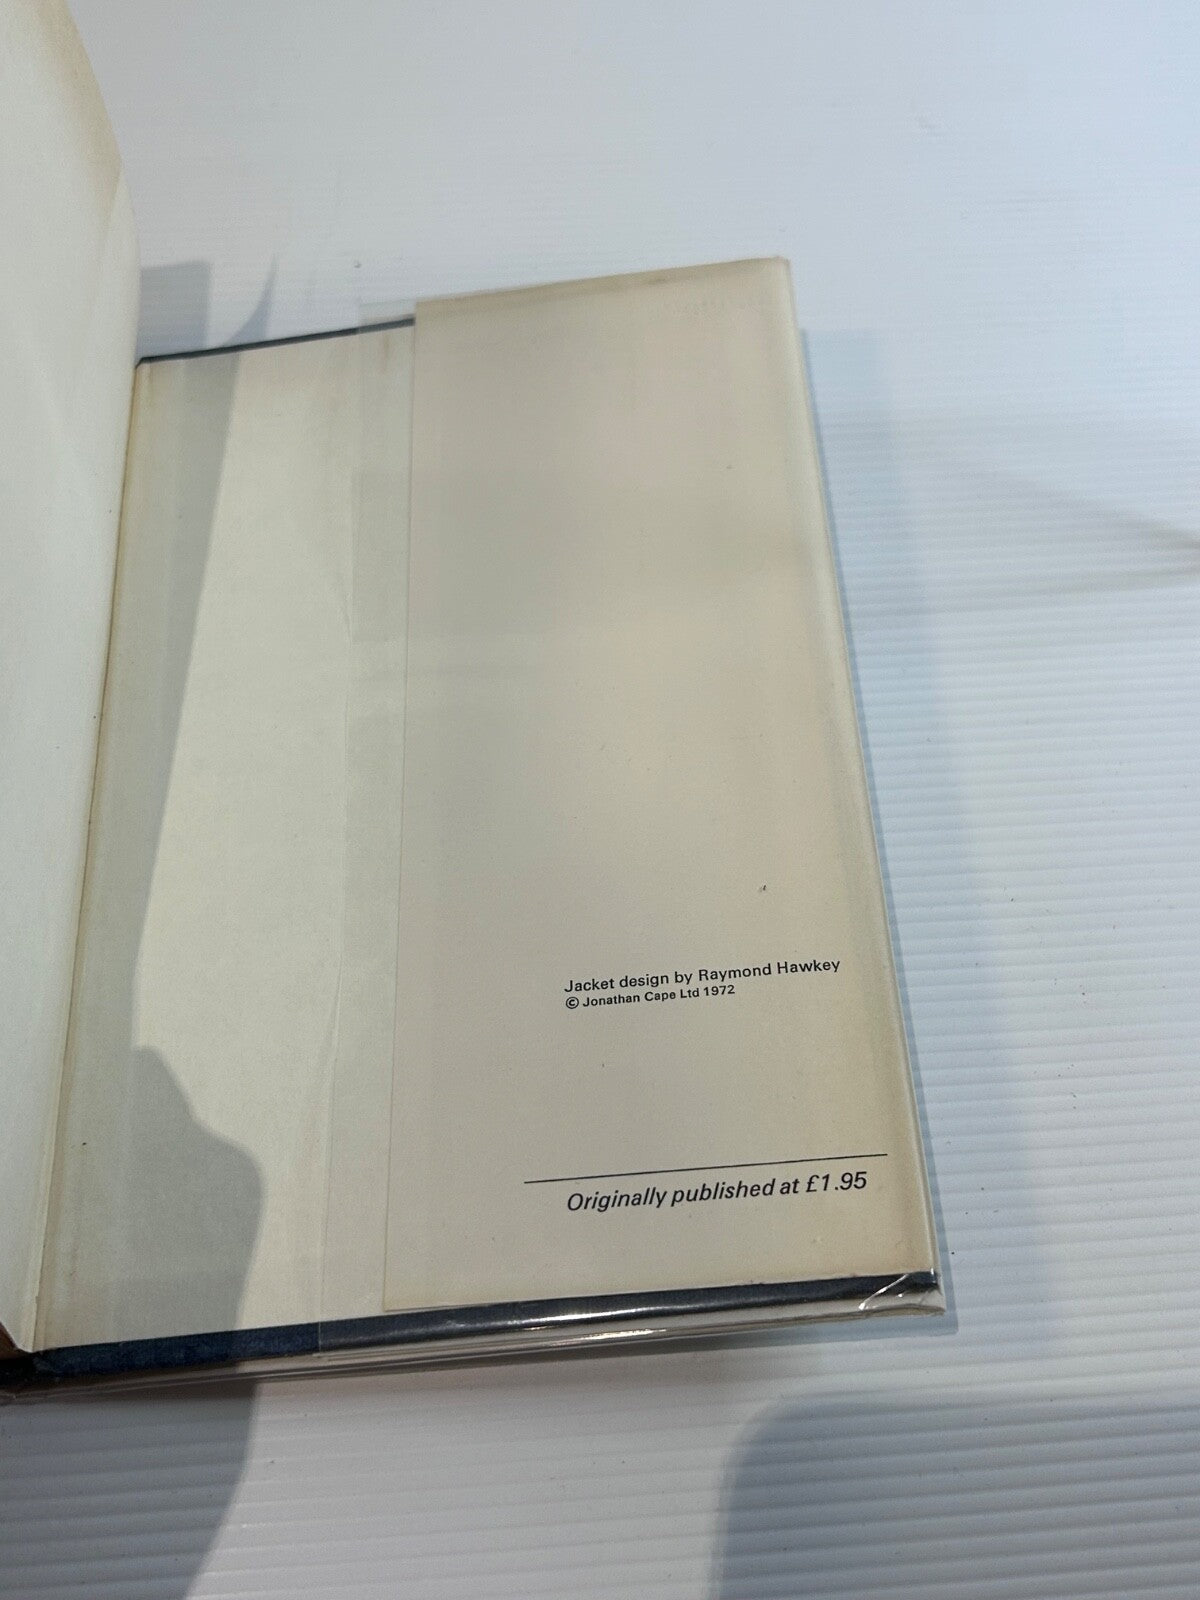 Jacket design by Raymond Hawkey
© Jonathan Cape Ltd 1972
Originally published at £1.95